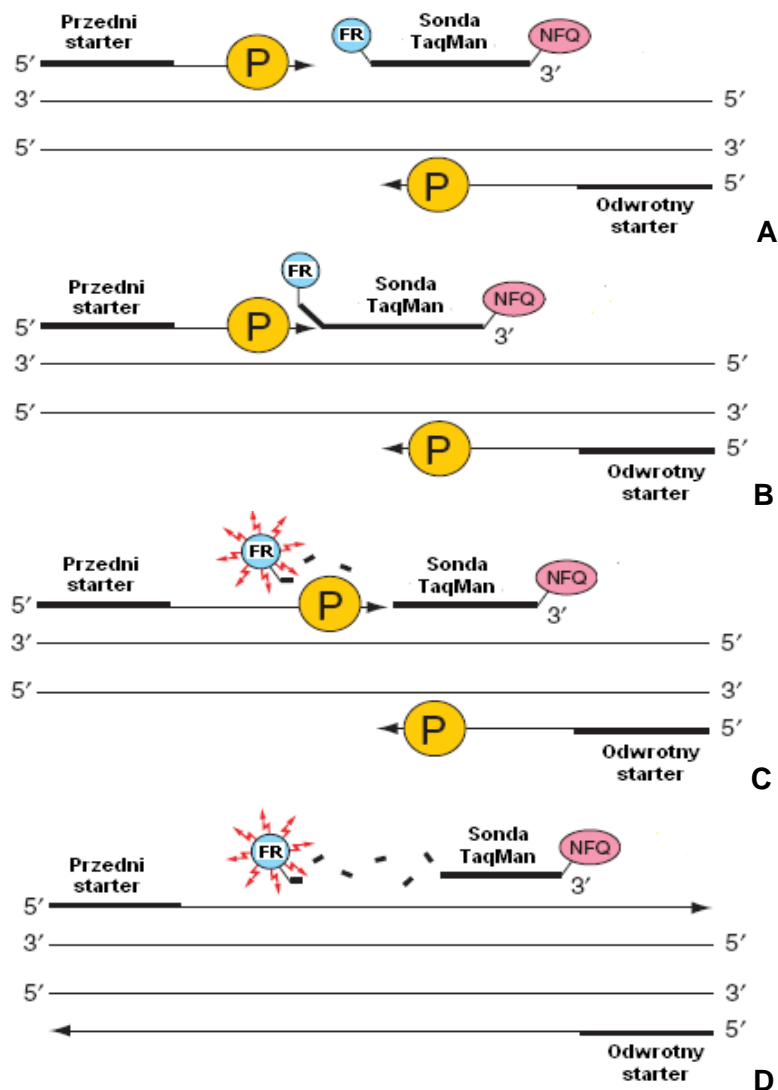 Przedni
starter
P
FR
Sonda
TaqMan
NFQ
5′
3′
3′
5′
5′
3′
P
5′
Odwrotny
starter
A
FR
Przedni
starter
P
Sonda
TaqMan
NFQ
5′
3′
3′
5′
5′
3′
P
5′
Odwrotny
starter
B
FR
Przedni
starter
P
Sonda
TaqMan
NFQ
5′
3′
3′
5′
5′
3′
P
5′
Odwrotny
starter
C
FR
Przedni
starter
Sonda
TaqMan
NFQ
3′
5′
3′
5′
5′
3′
5′
Odwrotny
starter
D